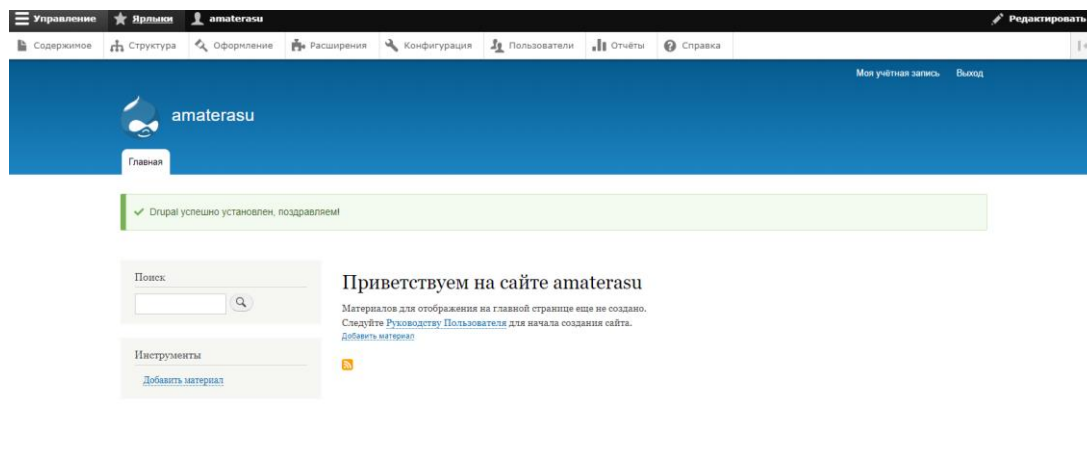 Управление Ярлыки amaterasu Редактировать
Содержимое Структура Оформление Расширения Конфигурация Пользователи Отчёты Справка
Моя учётная запись Выход
amaterasu
Главная
Drupal успешно установлен, поздравляем!
Поиск
Инструменты
Добавить материал
Приветствуем на сайте amaterasu
Материалов для отображения на главной странице еще не создано.
Следуйте Руководству Пользователя для начала создания сайта.
Добавить материал